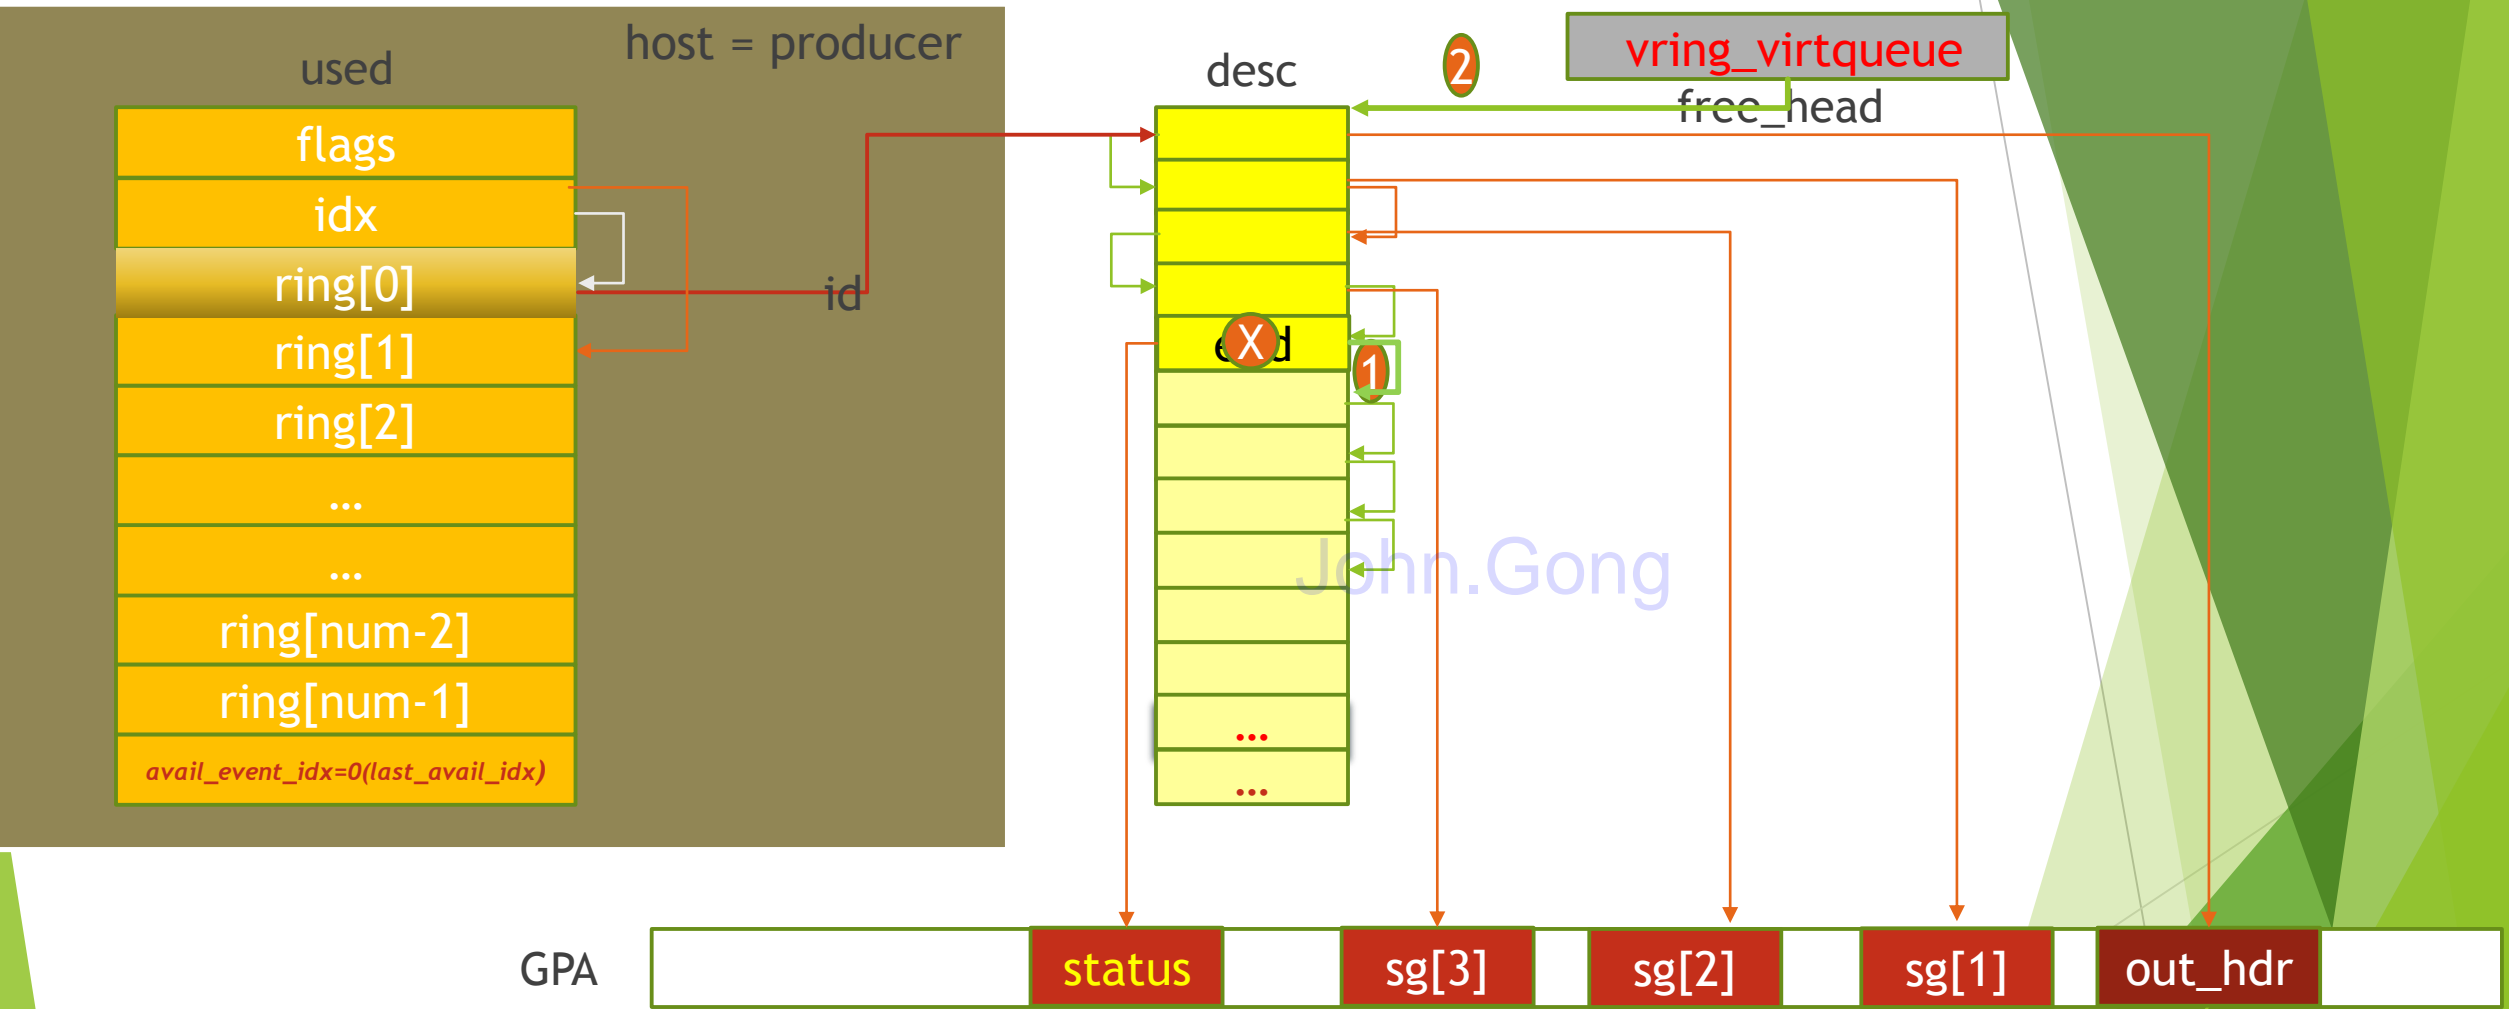 host = producer
used
desc
2
vring_virtqueue
free_head
flags
idx
ring[0]
id
ring[1]
X
1
ring[2]
...
...
John.Gong
ring[num-2]
ring[num-1]
...
avail_event_idx=0(last_avail_idx)
...
GPA
status
sg[3]
sg[2]
sg[1]
out_hdr